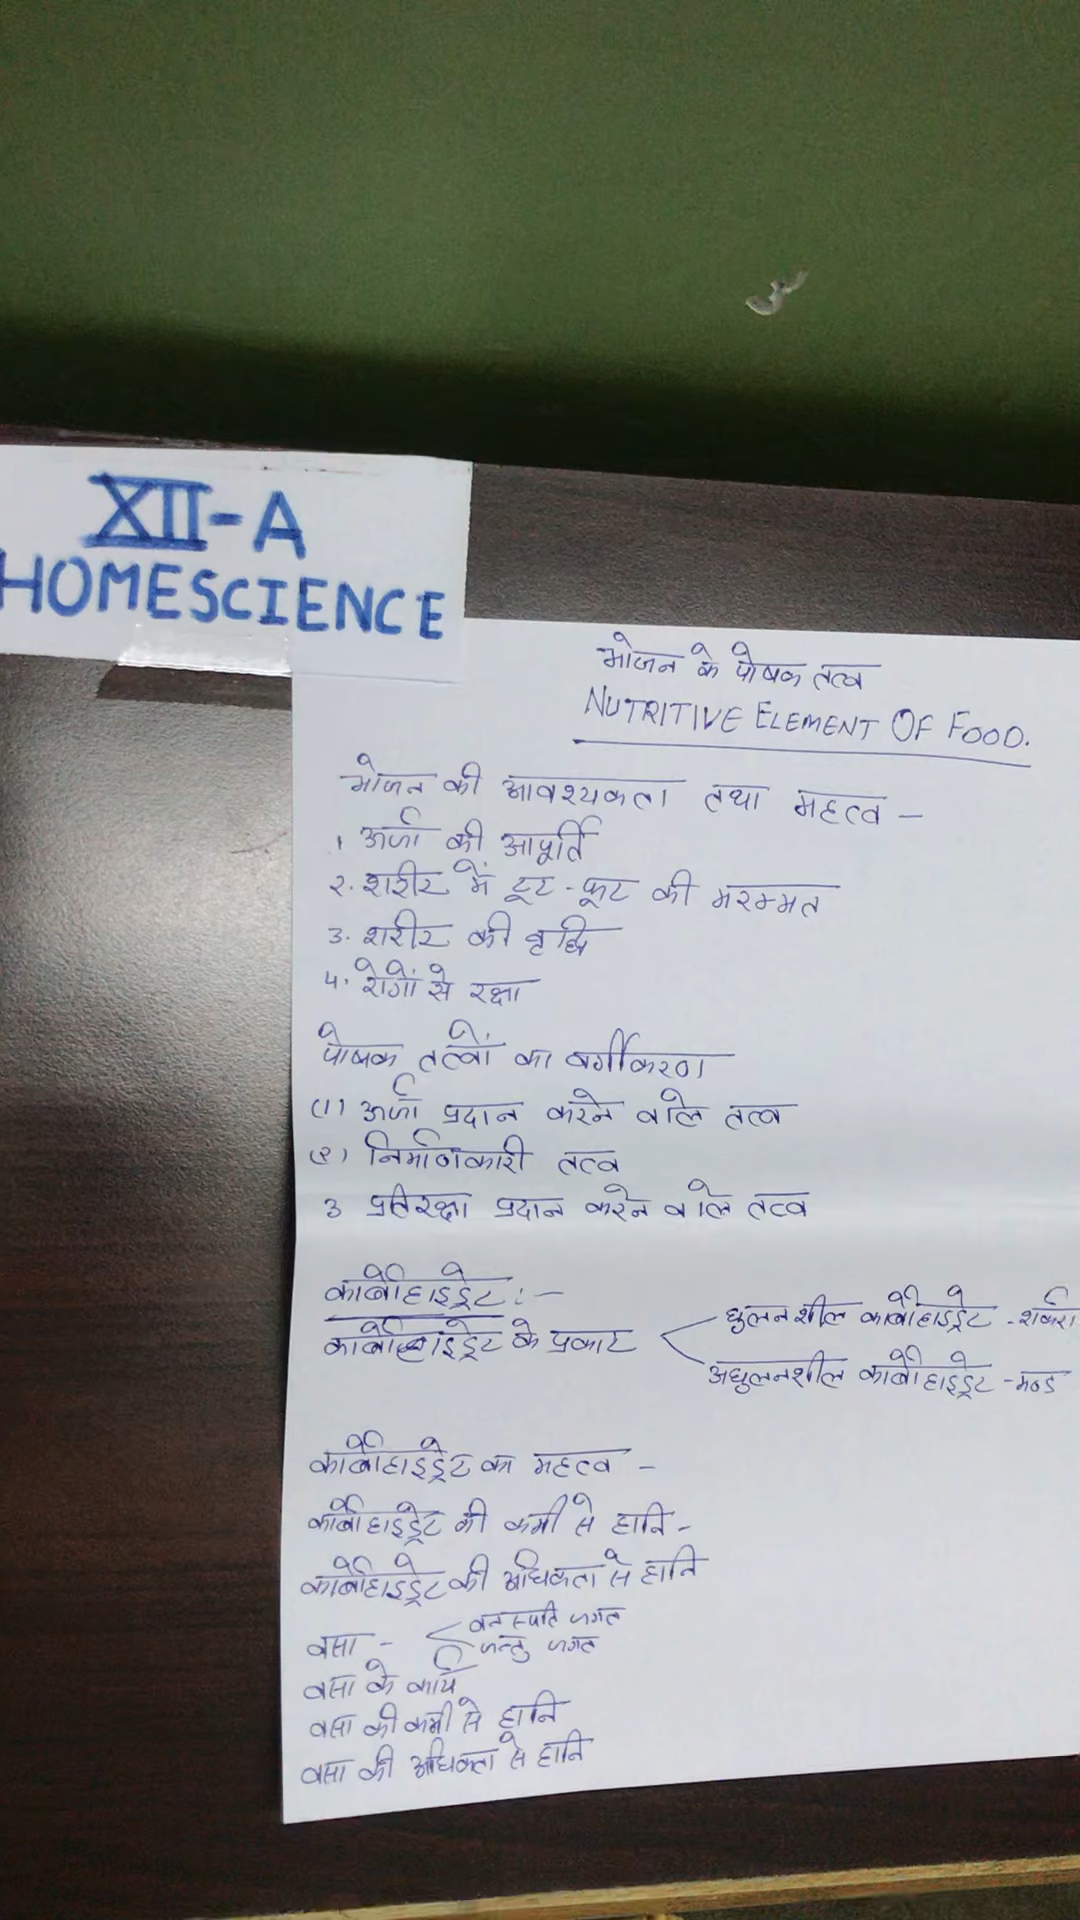 XII-A
HOMESCIENCE
भोजन के पोषक तत्व
NUTRITIVE ELEMENT OF FOOD.
भोजन की आवश्यकता तथा महत्व –
1. ऊर्जा की आपूर्ति
2. शरीर में टूट-फूट की मरम्मत
3. शरीर की वृद्धि
4. रोगों से रक्षा
पोषक तत्वों का वर्गीकरण
(1) ऊर्जा प्रदान करने वाले तत्व
(2) निर्माणकारी तत्व
3 प्रतिरक्षा प्रदान करने वाले तत्व
कार्बोहाइड्रेट :-
कार्बोहाइड्रेट के प्रकार
घुलनशील कार्बोहाइड्रेट - शर्करा
अघुलनशील कार्बोहाइड्रेट - मण्ड
कार्बोहाइड्रेट का महत्व –
कार्बोहाइड्रेट की कमी से हानि -
कार्बोहाइड्रेट की अधिकता से हानि
वसा -
वनस्पति जगत
जन्तु जगत
वसा के कार्य
वसा की कमी से हानि
वसा की अधिकता से हानि